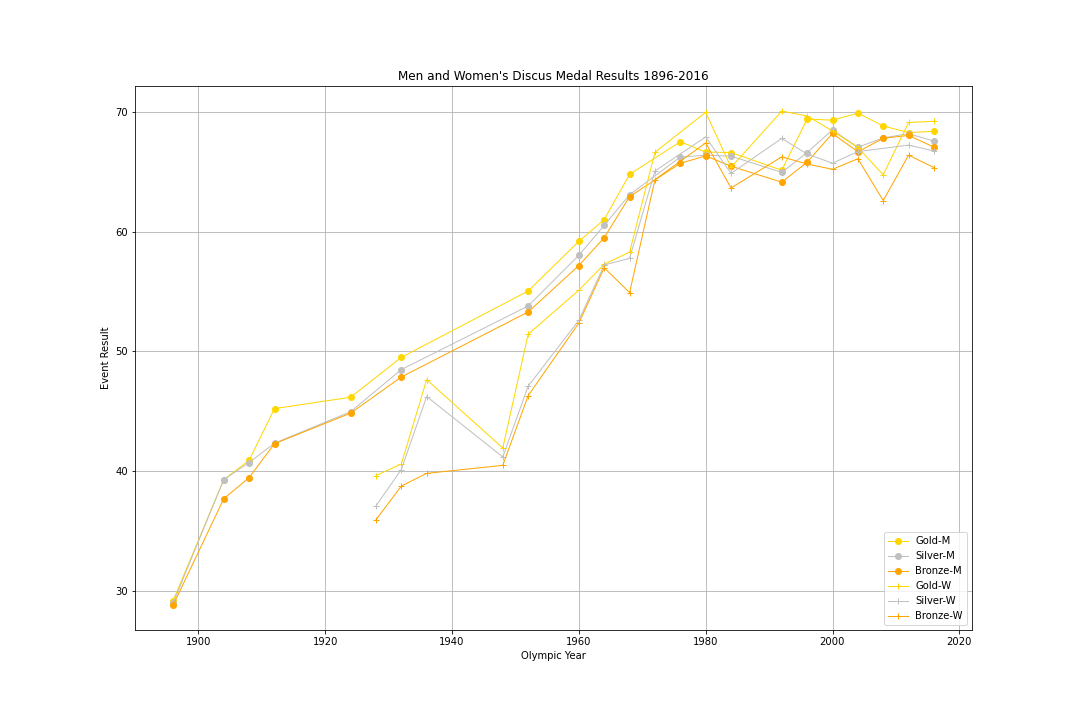 Men and Women's Discus Medal Results 1896-2016
70
60
50
40
30
Event Result
1900
1920
1940
1960
1980
2000
2020
Olympic Year
Gold-M
Silver-M
Bronze-M
Gold-W
Silver-W
Bronze-W